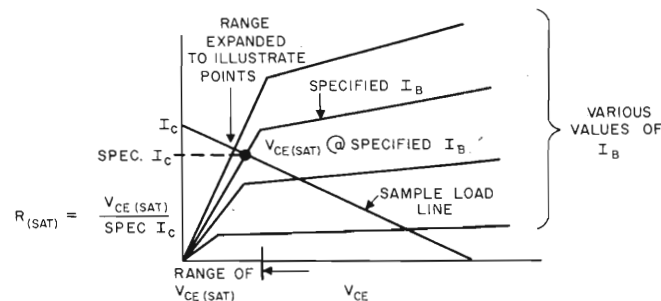 RANGE
EXPANDED
TO ILLUSTRATE
POINTS
SPECIFIED I_B
VARIOUS
VALUES OF
I_B
I_C
SPEC. I_C
V_CE(SAT) @ SPECIFIED I_B.
R_(SAT) = V_CE(SAT) / SPEC I_C
SAMPLE LOAD
LINE
RANGE OF
V_CE(SAT)
V_CE